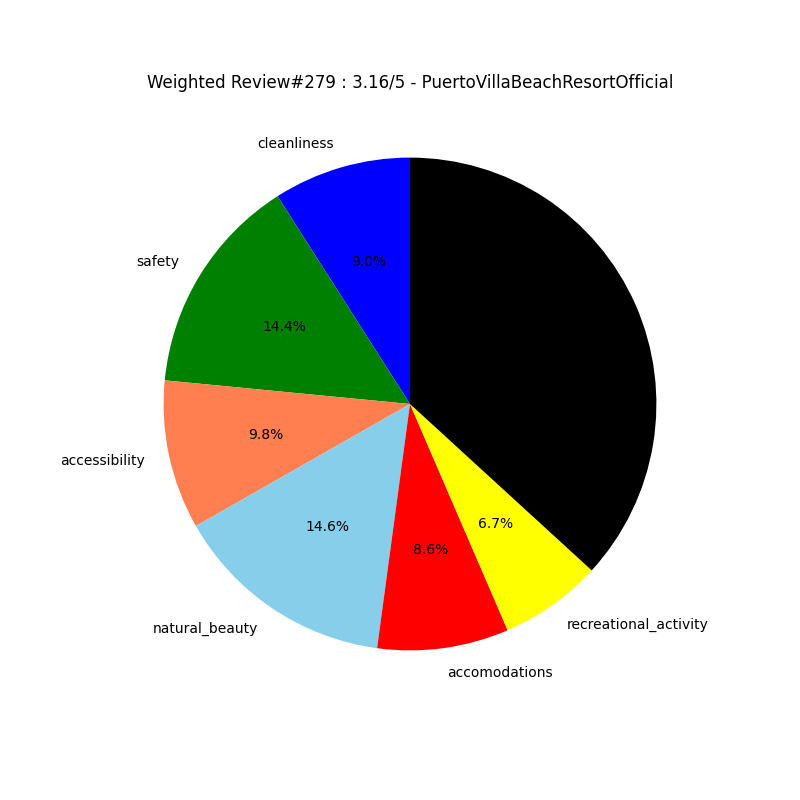 Weighted Review#279 : 3.16/5 - PuertoVillaBeachResortOfficial
cleanliness
9.0%
safety
14.4%
accessibility
9.8%
natural_beauty
14.6%
accomodations
8.6%
recreational_activity
6.7%